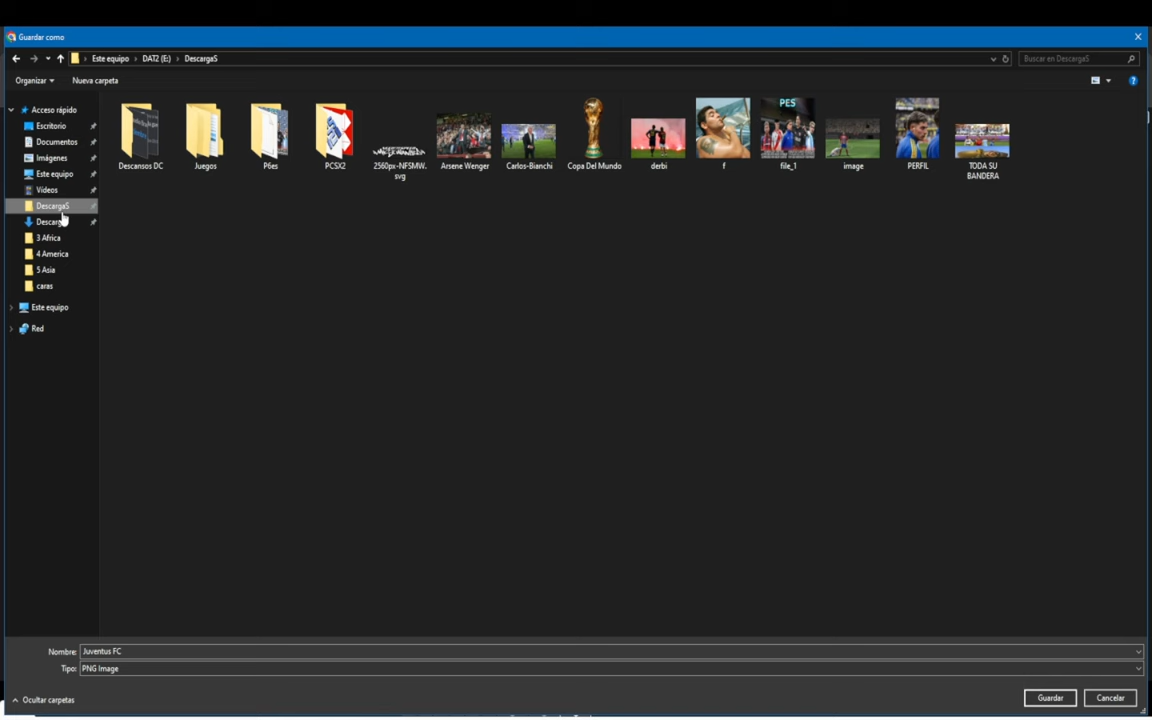 Guardar como
Este equipo › DAT2 (E:) › DescargaS
Buscar en DescargaS
Organizar
Nueva carpeta
Acceso rápido
Escritorio
Documentos
Imágenes
Este equipo
Vídeos
DescargaS
Descarg
3 Africa
4 America
5 Asia
caras
Este equipo
Red
Descansos DC
Juegos
P6es
PCSX2
2560px-NFSMW.svg
Arsene Wenger
Carlos-Bianchi
Copa Del Mundo
derbi
f
PES
file_1
image
PERFIL
TODA SU BANDERA
Nombre: Juventus FC
Tipo: PNG Image
Ocultar carpetas
Guardar
Cancelar